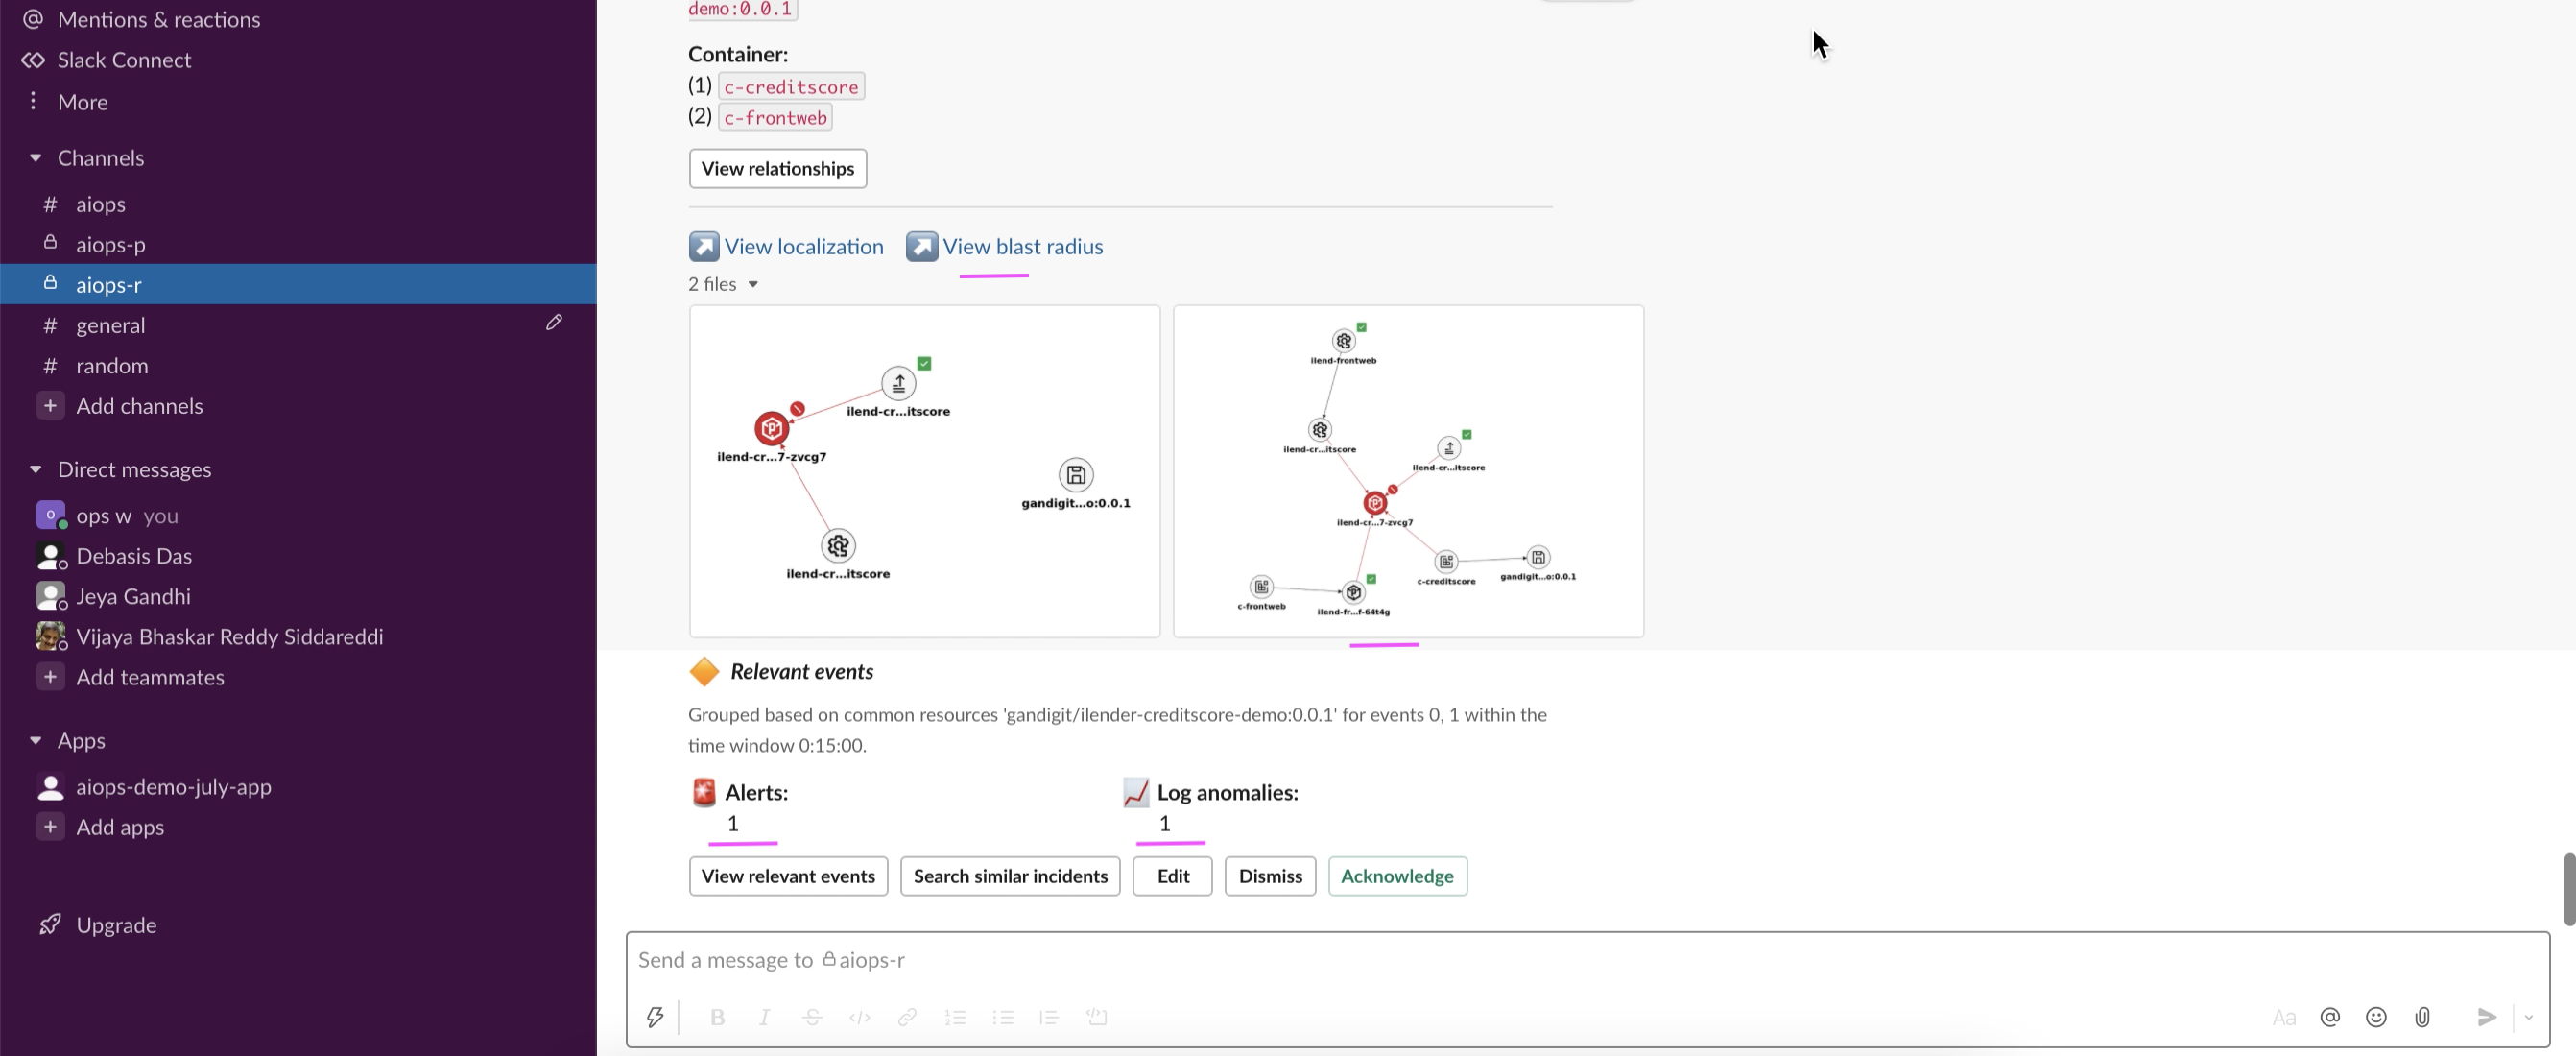 Mentions & reactions
Slack Connect
More
Channels
# aiops
aiops-p
aiops-r
# general
# random
+ Add channels
Direct messages
o ops w you
Debasis Das
Jeya Gandhi
Vijaya Bhaskar Reddy Siddareddi
+ Add teammates
Apps
aiops-demo-july-app
+ Add apps
Upgrade
demo:0.0.1
Container:
(1) c-creditscore
(2) c-frontweb
View relationships
View localization View blast radius
2 files
ilend-cr...itscore
ilend-cr...7-zvcg7
gandigit...o:0.0.1
ilend-cr...itscore
ilend-frontweb
ilend-cr...itscore
ilend-cr...itscore
ilend-cr...7-zvcg7
c-creditscore
gandigit...o:0.0.1
c-frontweb
ilend-fr...f-64t4g
Relevant events
Grouped based on common resources 'gandigit/ilender-creditscore-demo:0.0.1' for events 0, 1 within the
time window 0:15:00.
Alerts: Log anomalies:
1 1
View relevant events Search similar incidents Edit Dismiss Acknowledge
Send a message to aiops-r
B I S </> Aa @